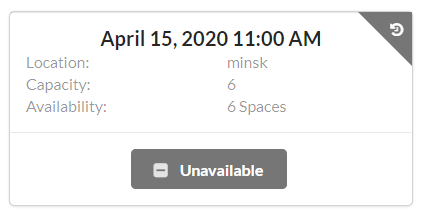 April 15, 2020 11:00 AM
Location: minsk
Capacity: 6
Availability: 6 Spaces
Unavailable